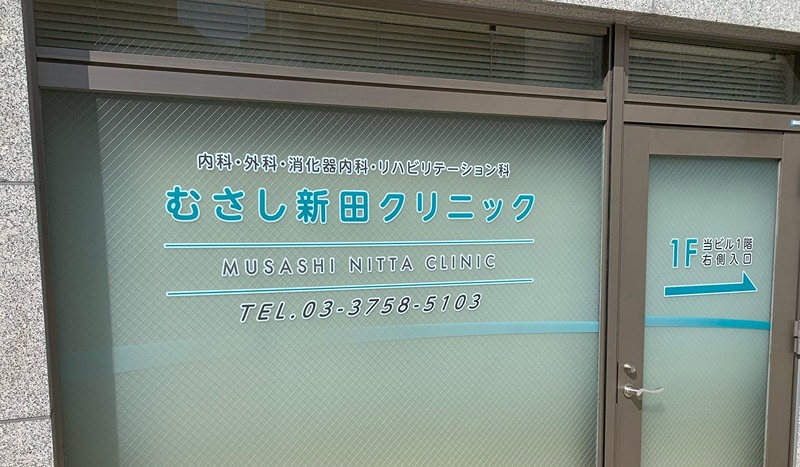 内科・外科・消化器内科・リハビリテーション科
むさし新田クリニック
MUSASHI NITTA CLINIC
TEL.03-3758-5103
1F 当ビル1階
右側入口